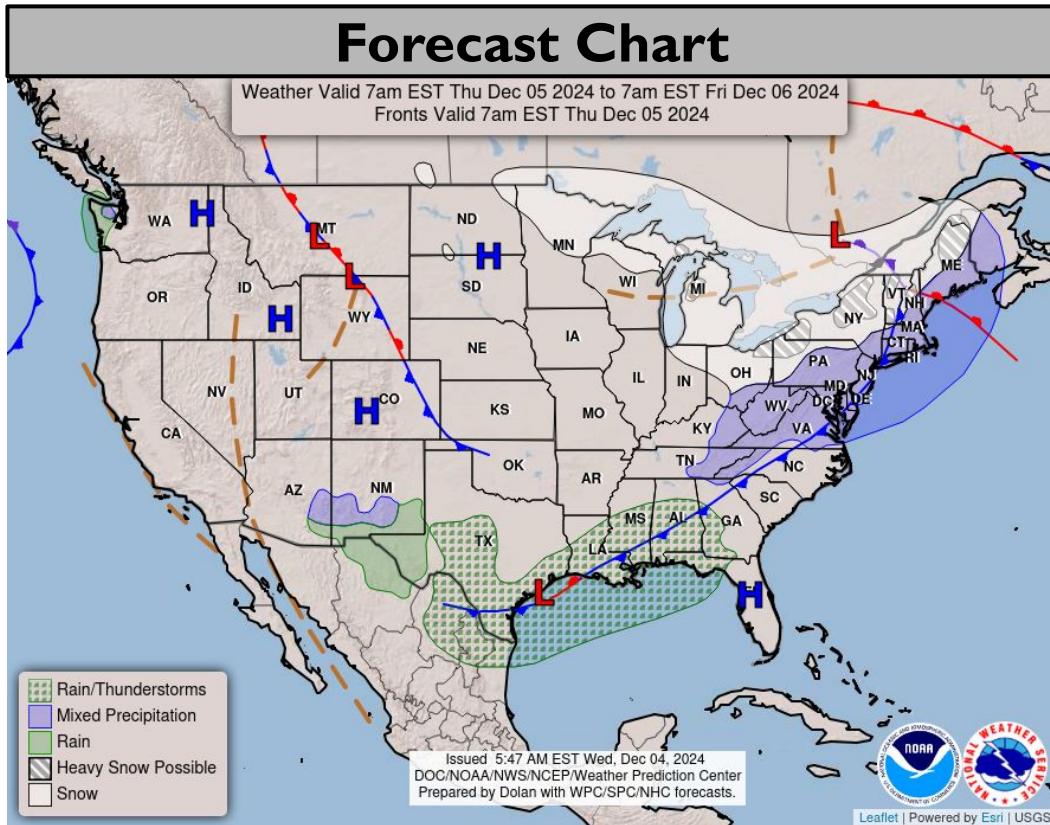 Forecast Chart
Weather Valid 7am EST Thu Dec 05 2024 to 7am EST Fri Dec 06 2024
Fronts Valid 7am EST Thu Dec 05 2024
WA
H
MT
L
ND
H
MN
L
ME
OR
ID
H
L
WY
SD
WI
MI
VT
NH
NY
MA
CT
RI
NV
UT
H
CO
NE
IA
IL
IN
OH
PA
NJ
MD
DC
DE
CA
KS
MO
KY
WV
VA
AZ
NM
OK
AR
TN
NC
SC
TX
LA
MS
AL
GA
L
H
Rain/Thunderstorms
Mixed Precipitation
Rain
Heavy Snow Possible
Snow
Issued 5:47 AM EST Wed, Dec 04, 2024
DOC/NOAA/NWS/NCEP/Weather Prediction Center
Prepared by Dolan with WPC/SPC/NHC forecasts.
NOAA
NATIONAL WEATHER SERVICE
Leaflet | Powered by Esri | USGS